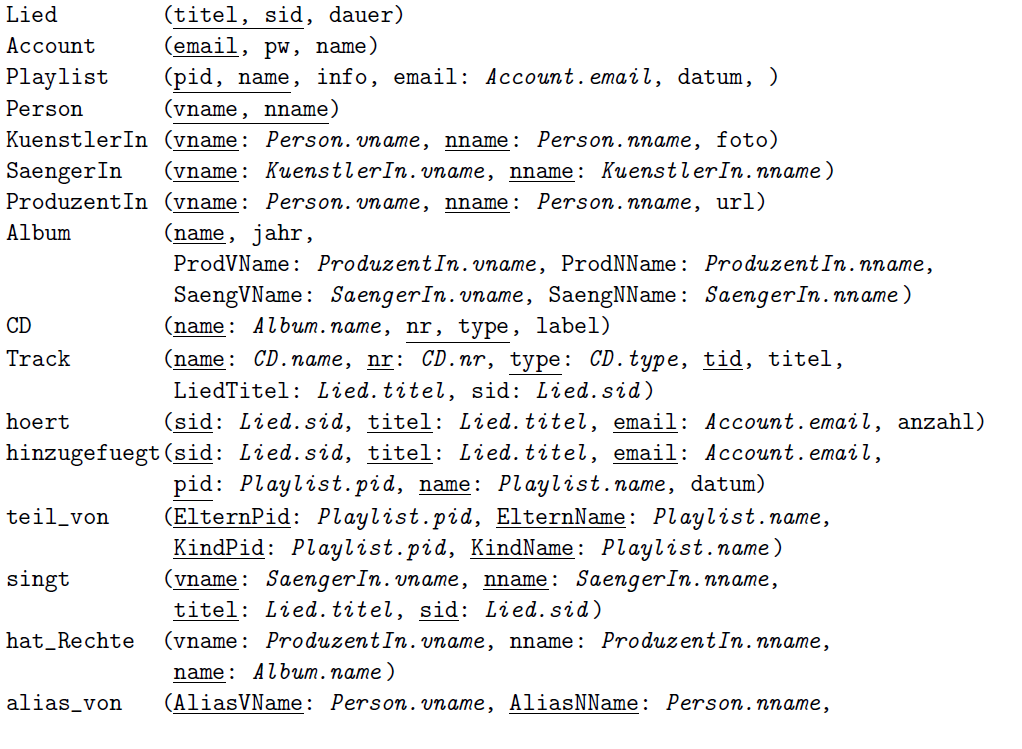 Lied (titel, sid, dauer)
Account (email, pw, name)
Playlist (pid, name, info, email: Account.email, datum, )
Person (vname, nname)
KuenstlerIn (vname: Person.vname, nname: Person.nname, foto)
SaengerIn (vname: KuenstlerIn.vname, nname: KuenstlerIn.nname)
ProduzentIn (vname: Person.vname, nname: Person.nname, url)
Album (name, jahr,
ProdVName: ProduzentIn.vname, ProdNName: ProduzentIn.nname,
SaengVName: SaengerIn.vname, SaengNName: SaengerIn.nname)
CD (name: Album.name, nr, type, label)
Track (name: CD.name, nr: CD.nr, type: CD.type, tid, titel,
LiedTitel: Lied.titel, sid: Lied.sid)
hoert (sid: Lied.sid, titel: Lied.titel, email: Account.email, anzahl)
hinzugefuegt(sid: Lied.sid, titel: Lied.titel, email: Account.email,
pid: Playlist.pid, name: Playlist.name, datum)
teil_von (ElternPid: Playlist.pid, ElternName: Playlist.name,
KindPid: Playlist.pid, KindName: Playlist.name)
singt (vname: SaengerIn.vname, nname: SaengerIn.nname,
titel: Lied.titel, sid: Lied.sid)
hat_Rechte (vname: ProduzentIn.vname, nname: ProduzentIn.nname,
name: Album.name)
alias_von (AliasVName: Person.vname, AliasNName: Person.nname,